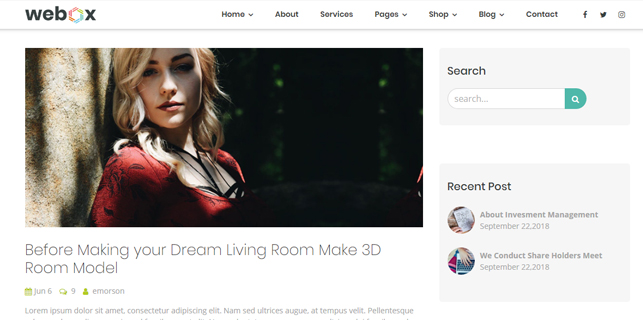 webox
Home About Services Pages Shop Blog Contact
Search
search...
Recent Post
About Invesment Management
September 22,2018
We Conduct Share Holders Meet
September 22,2018
Before Making your Dream Living Room Make 3D
Room Model
Jun 6 9 emorson
Lorem ipsum dolor sit amet, consectetur adipiscing elit. Nam sed ultrices augue, at tempus velit. Pellentesque